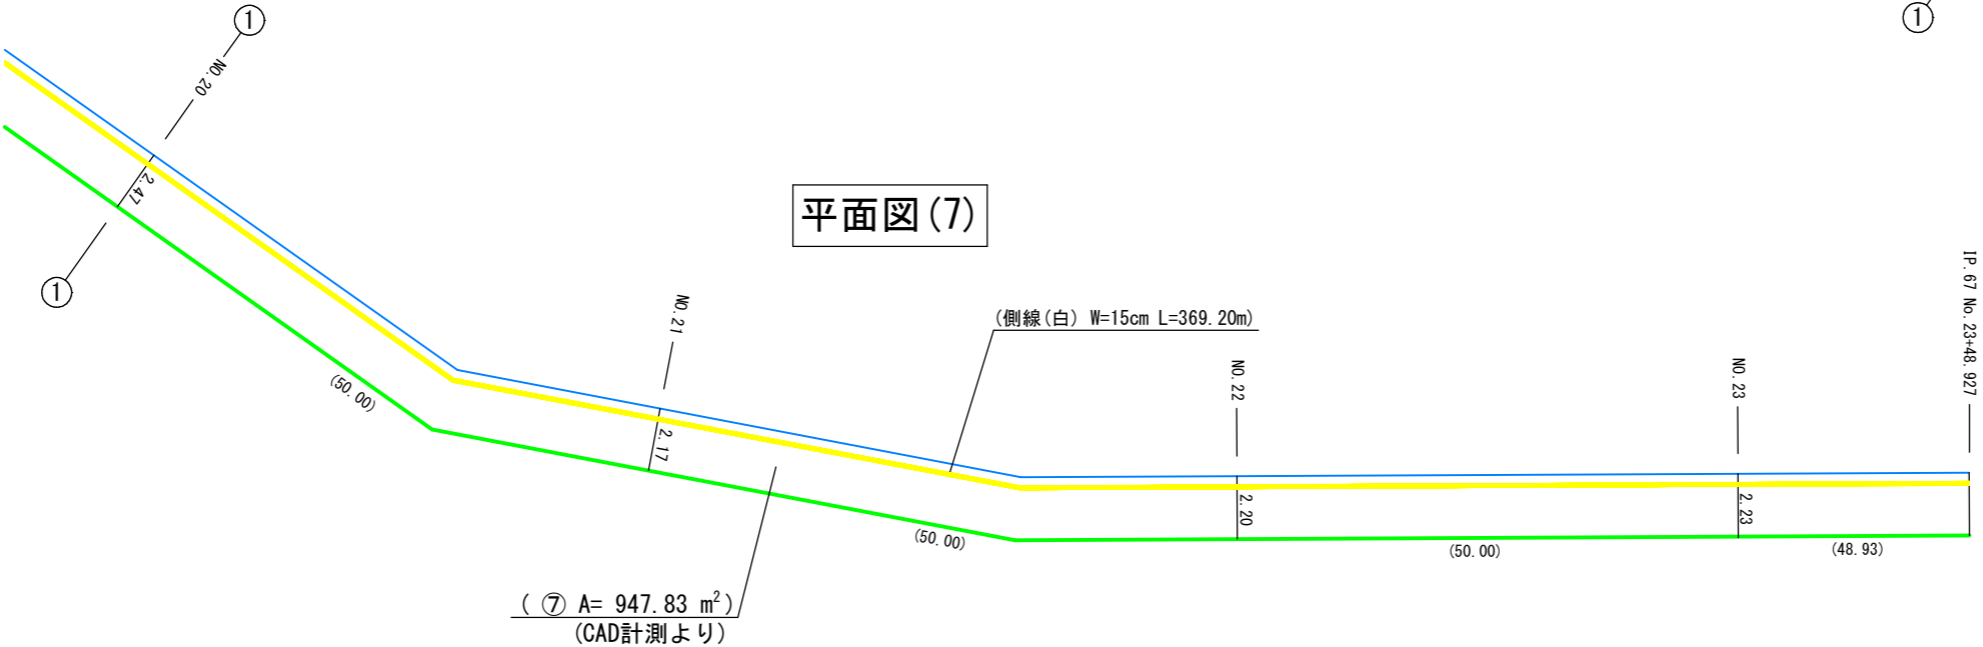 ①
①
NO.20
2.47
①
平面図(7)
IP.67 No.23+48.927
NO.21
(側線(白) W=15cm L=369.20m)
NO.22
NO.23
(50.00)
2.17
2.20
2.23
(50.00)
(50.00)
(48.93)
( ⑦ A= 947.83 m²)
(CAD計測より)